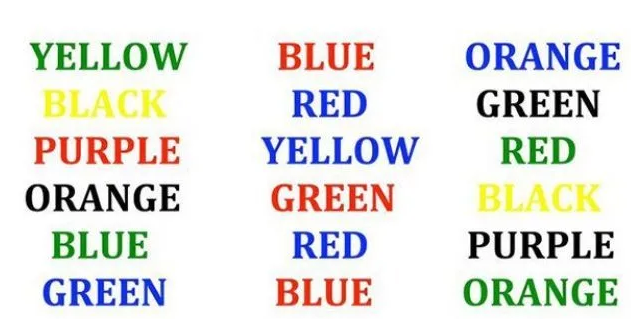 YELLOW BLUE ORANGE
BLACK RED GREEN
PURPLE YELLOW RED
ORANGE GREEN BLACK
BLUE RED PURPLE
GREEN BLUE ORANGE